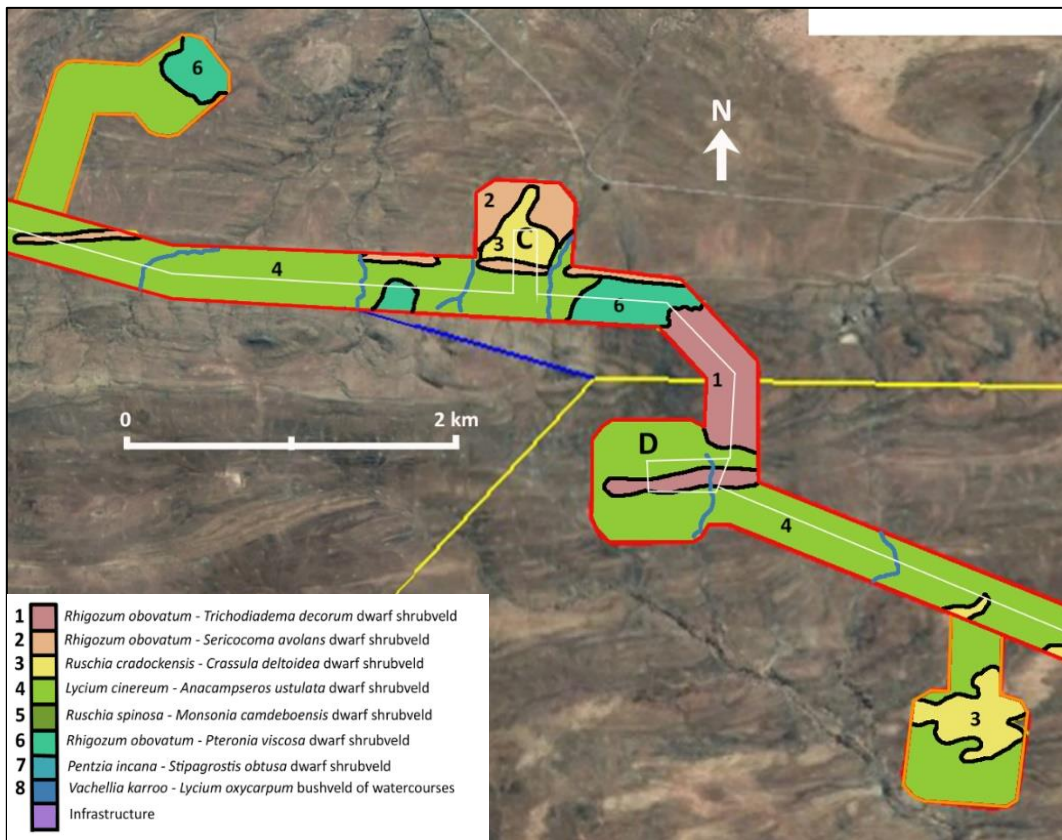 6
N
2
3
C
4
6
1
0
2 km
D
4
3
1 Rhigozum obovatum - Trichodiadema decorum dwarf shrubveld
2 Rhigozum obovatum - Sericocoma avolans dwarf shrubveld
3 Ruschia cradockensis - Crassula deltoidea dwarf shrubveld
4 Lycium cinereum - Anacampseros ustulata dwarf shrubveld
5 Ruschia spinosa - Monsonia camdeboensis dwarf shrubveld
6 Rhigozum obovatum - Pteronia viscosa dwarf shrubveld
7 Pentzia incana - Stipagrostis obtusa dwarf shrubveld
8 Vachellia karroo - Lycium oxycarpum bushveld of watercourses
Infrastructure